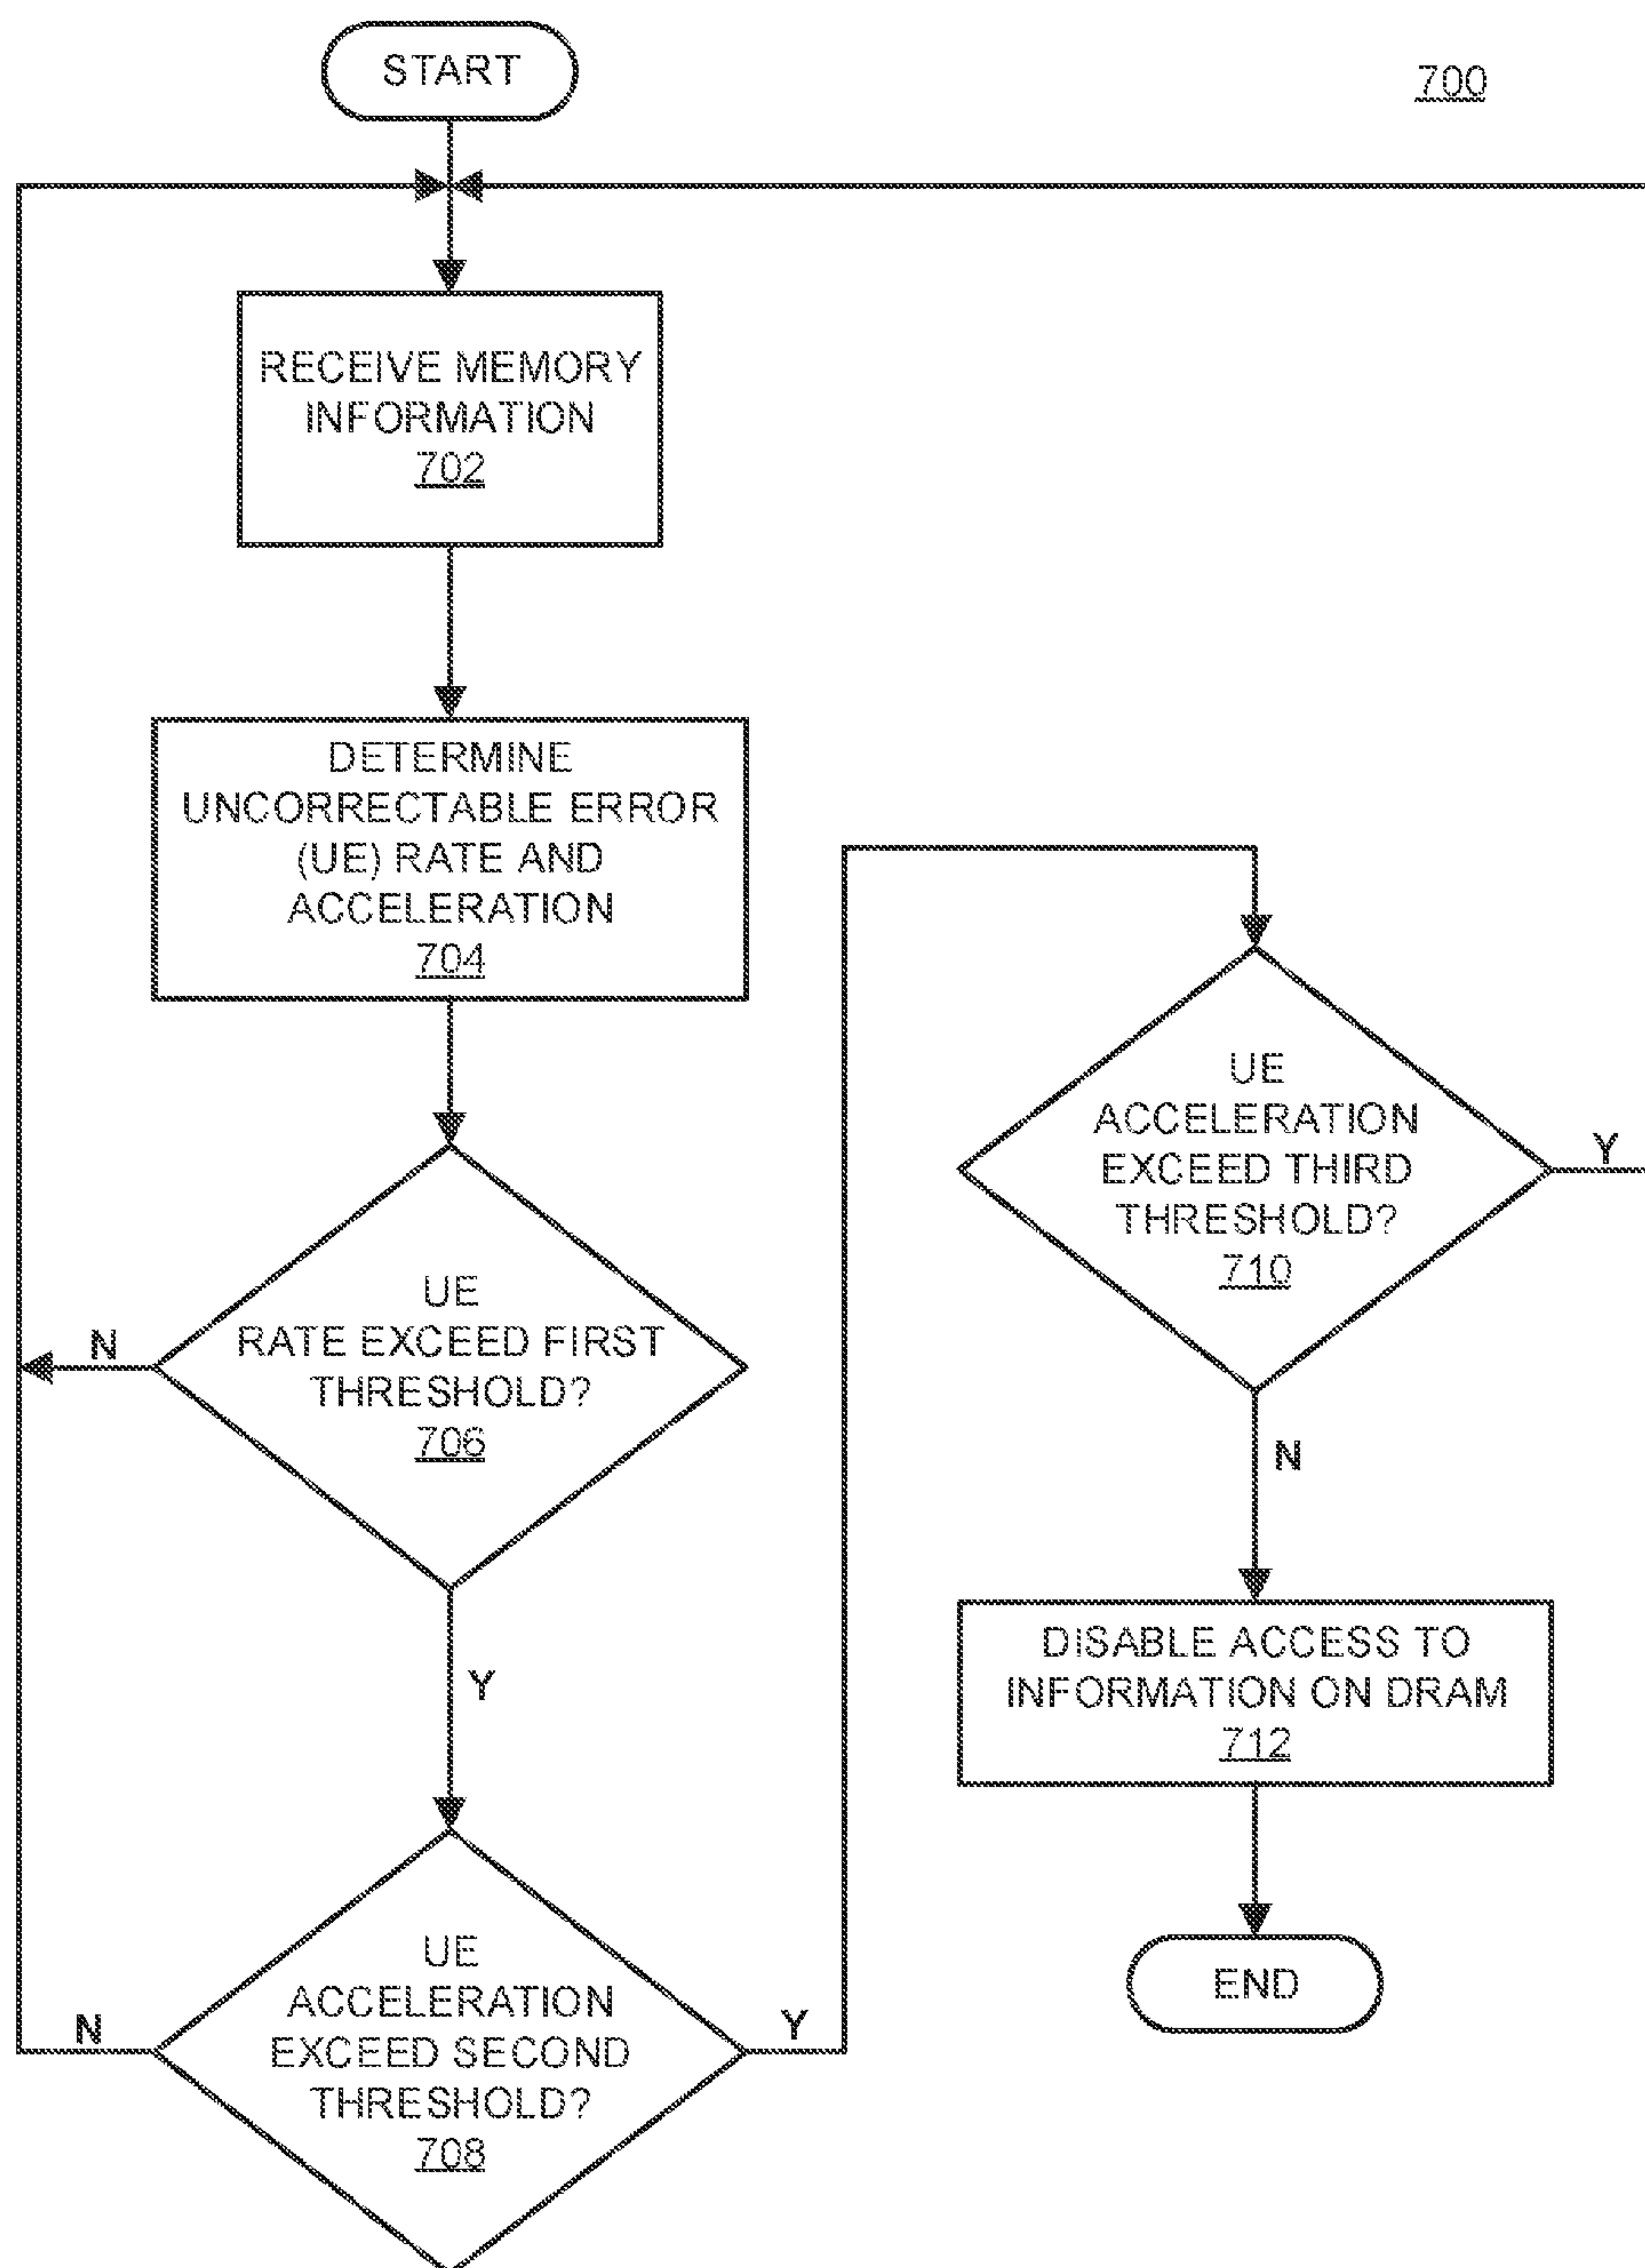 START
700
RECEIVE MEMORY
INFORMATION
702
DETERMINE
UNCORRECTABLE ERROR
(UE) RATE AND
ACCELERATION
704
UE
RATE EXCEED FIRST
THRESHOLD?
706
N
Y
UE
ACCELERATION
EXCEED SECOND
THRESHOLD?
708
N
Y
UE
ACCELERATION
EXCEED THIRD
THRESHOLD?
710
Y
N
DISABLE ACCESS TO
INFORMATION ON DRAM
712
END